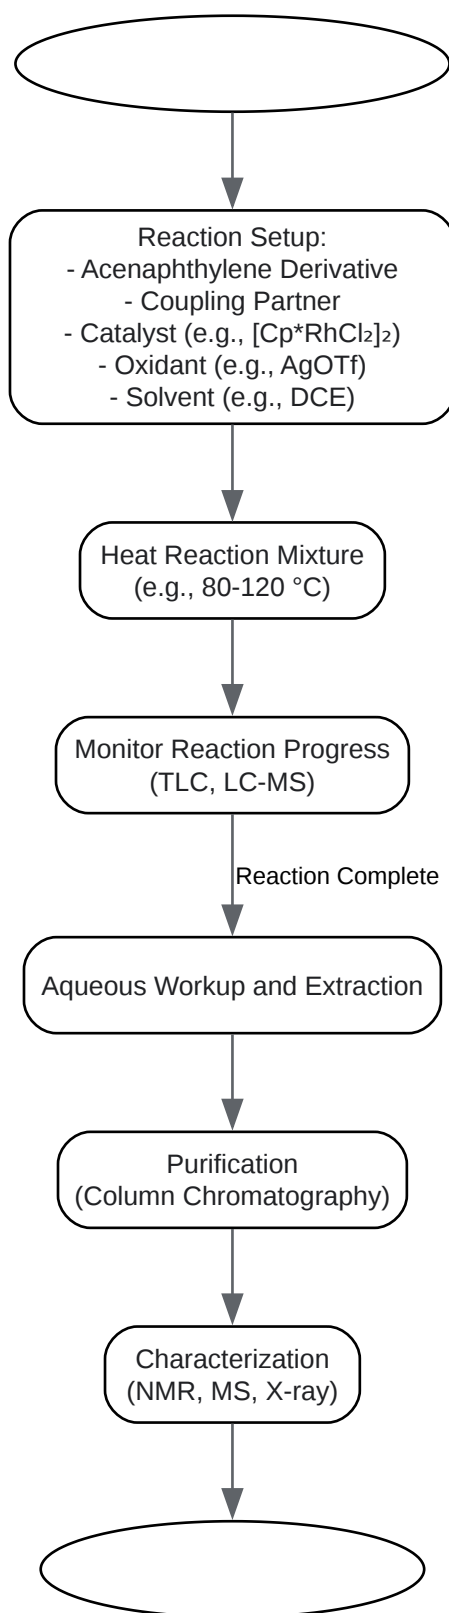 Reaction Setup:
- Acenaphthylene Derivative
- Coupling Partner
- Catalyst (e.g., [Cp*RhCl₂]₂)
- Oxidant (e.g., AgOTf)
- Solvent (e.g., DCE)
Heat Reaction Mixture
(e.g., 80-120 °C)
Monitor Reaction Progress
(TLC, LC-MS)
Reaction Complete
Aqueous Workup and Extraction
Purification
(Column Chromatography)
Characterization
(NMR, MS, X-ray)